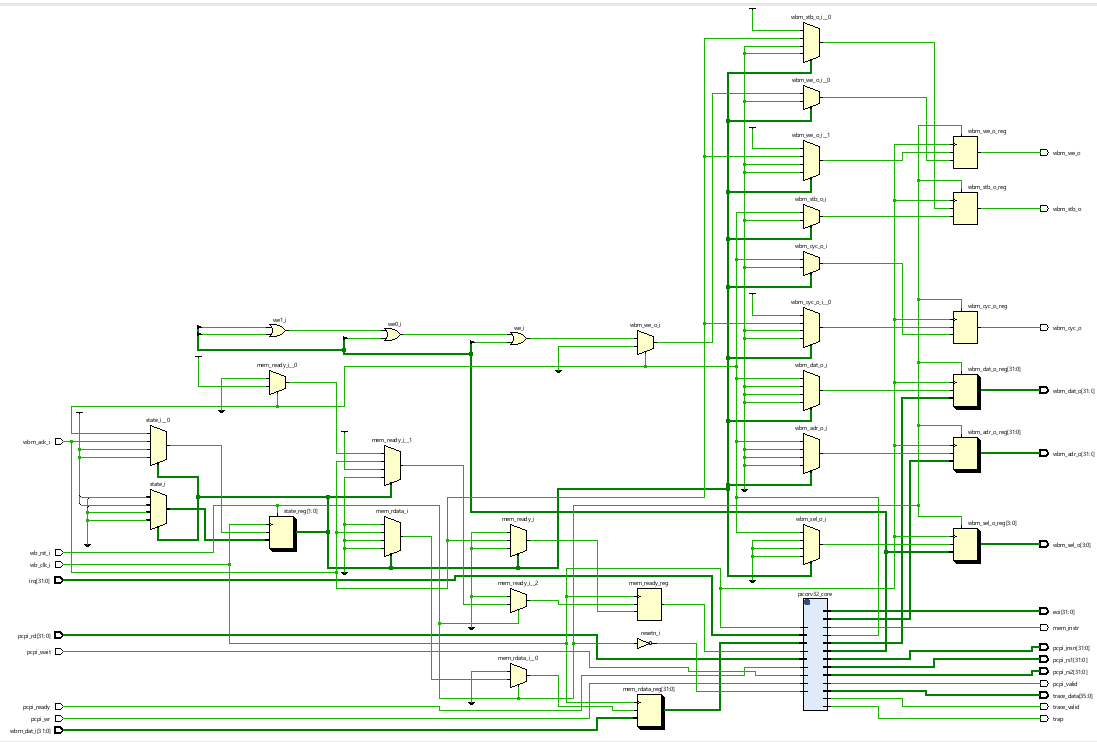 wbm_stb_o_i__0
wbm_we_o_i__0
wbm_we_o_reg
wbm_we_o_i__1
wbm_we_o
wbm_stb_o_reg
wbm_stb_o_i
wbm_stb_o
wbm_cyc_o_i
wbm_cyc_o_i__0
wbm_cyc_o_reg
we1_i
we0_i
we_i
wbm_we_o_i
wbm_cyc_o
mem_ready_i__0
wbm_dat_o_i
wbm_dat_o_reg[31:0]
wbm_dat_o[31:0]
state_i__0
wbm_adr_o_i
wbm_adr_o_reg[31:0]
wbm_ack_i
mem_ready_i__1
wbm_adr_o[31:0]
state_i
state_reg[1:0]
mem_rdata_i
mem_ready_i
wbm_sel_o_i
wbm_sel_o_reg[3:0]
wbm_sel_o[3:0]
wb_rst_i
wb_clk_i
irq[31:0]
mem_ready_i__2
mem_ready_reg
picorv32_core
eoi[31:0]
mem_instr
pcpi_rd[31:0]
resetn_i
pcpi_insn[31:0]
pcpi_wait
mem_rdata_i__0
pcpi_rs1[31:0]
pcpi_rs2[31:0]
pcpi_valid
mem_rdata_reg[31:0]
trace_data[35:0]
pcpi_ready
trace_valid
pcpi_wr
trap
wbm_dat_i[31:0]